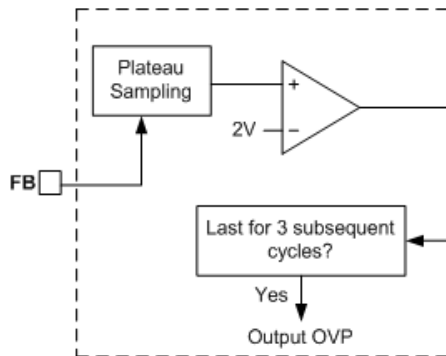 Plateau
Sampling
+
2V
−
FB
Last for 3 subsequent
cycles?
Yes
Output OVP